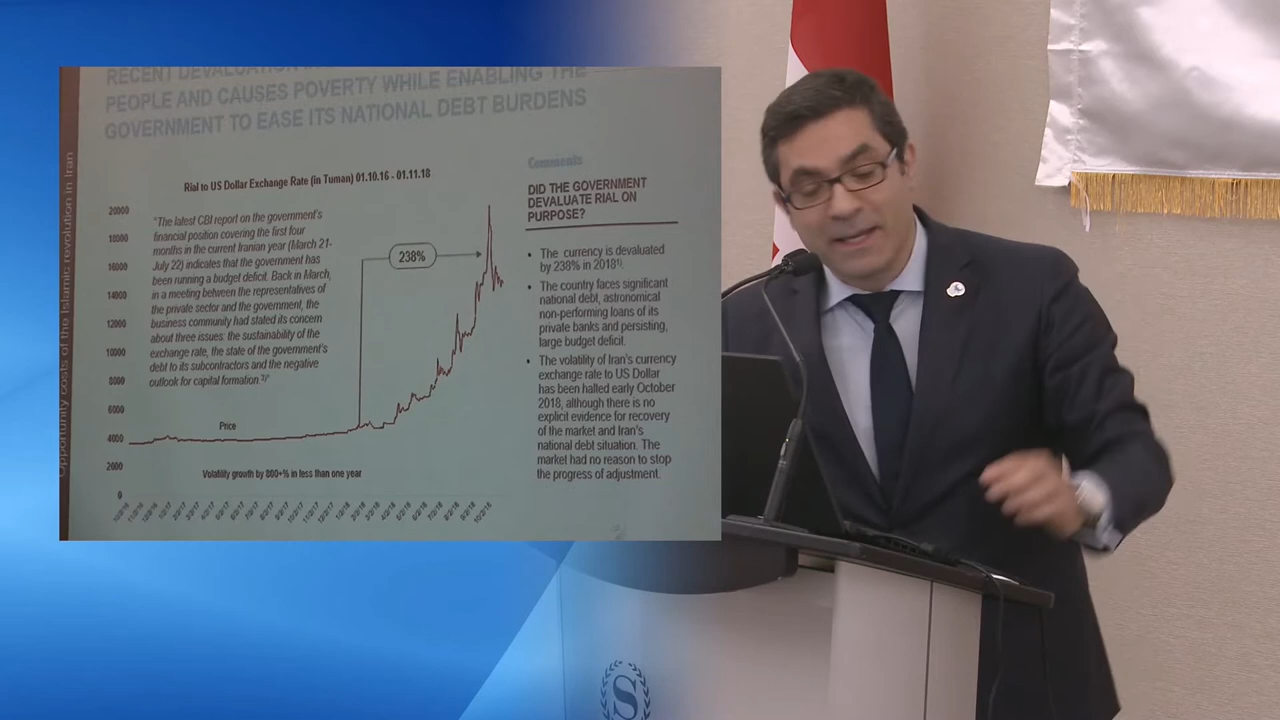 RECENT DEVALUATION
PEOPLE AND CAUSES POVERTY WHILE ENABLING THE
GOVERNMENT TO EASE ITS NATIONAL DEBT BURDENS
Opportunity costs of the Islamic revolution in Iran
Rial to US Dollar Exchange Rate (in Tuman) 01.10.16 - 01.11.18
20000
18000
16000
14000
12000
10000
8000
6000
4000
2000
0
"The latest CBI report on the government's
financial position covering the first four
months in the current Iranian year (March 21-
July 22) indicates that the government has
been running a budget deficit. Back in March,
in a meeting between the representatives of
the private sector and the government, the
business community had stated its concern
about three issues: the sustainability of the
exchange rate, the state of the government's
debt to its subcontractors and the negative
outlook for capital formation.
238%
Price
Volatility growth by 800+% in less than one year
Comments
DID THE GOVERNMENT
DEVALUATE RIAL ON
PURPOSE?
• The currency is devaluated
by 238% in 2018
• The country faces significant
national debt, astronomical
non-performing loans of its
private banks and persisting,
large budget deficit.
• The volatility of Iran's currency
exchange rate to US Dollar
has been halted early October
2018, although there is no
explicit evidence for recovery
of the market and Iran's
national debt situation. The
market had no reason to stop
the progress of adjustment.
S